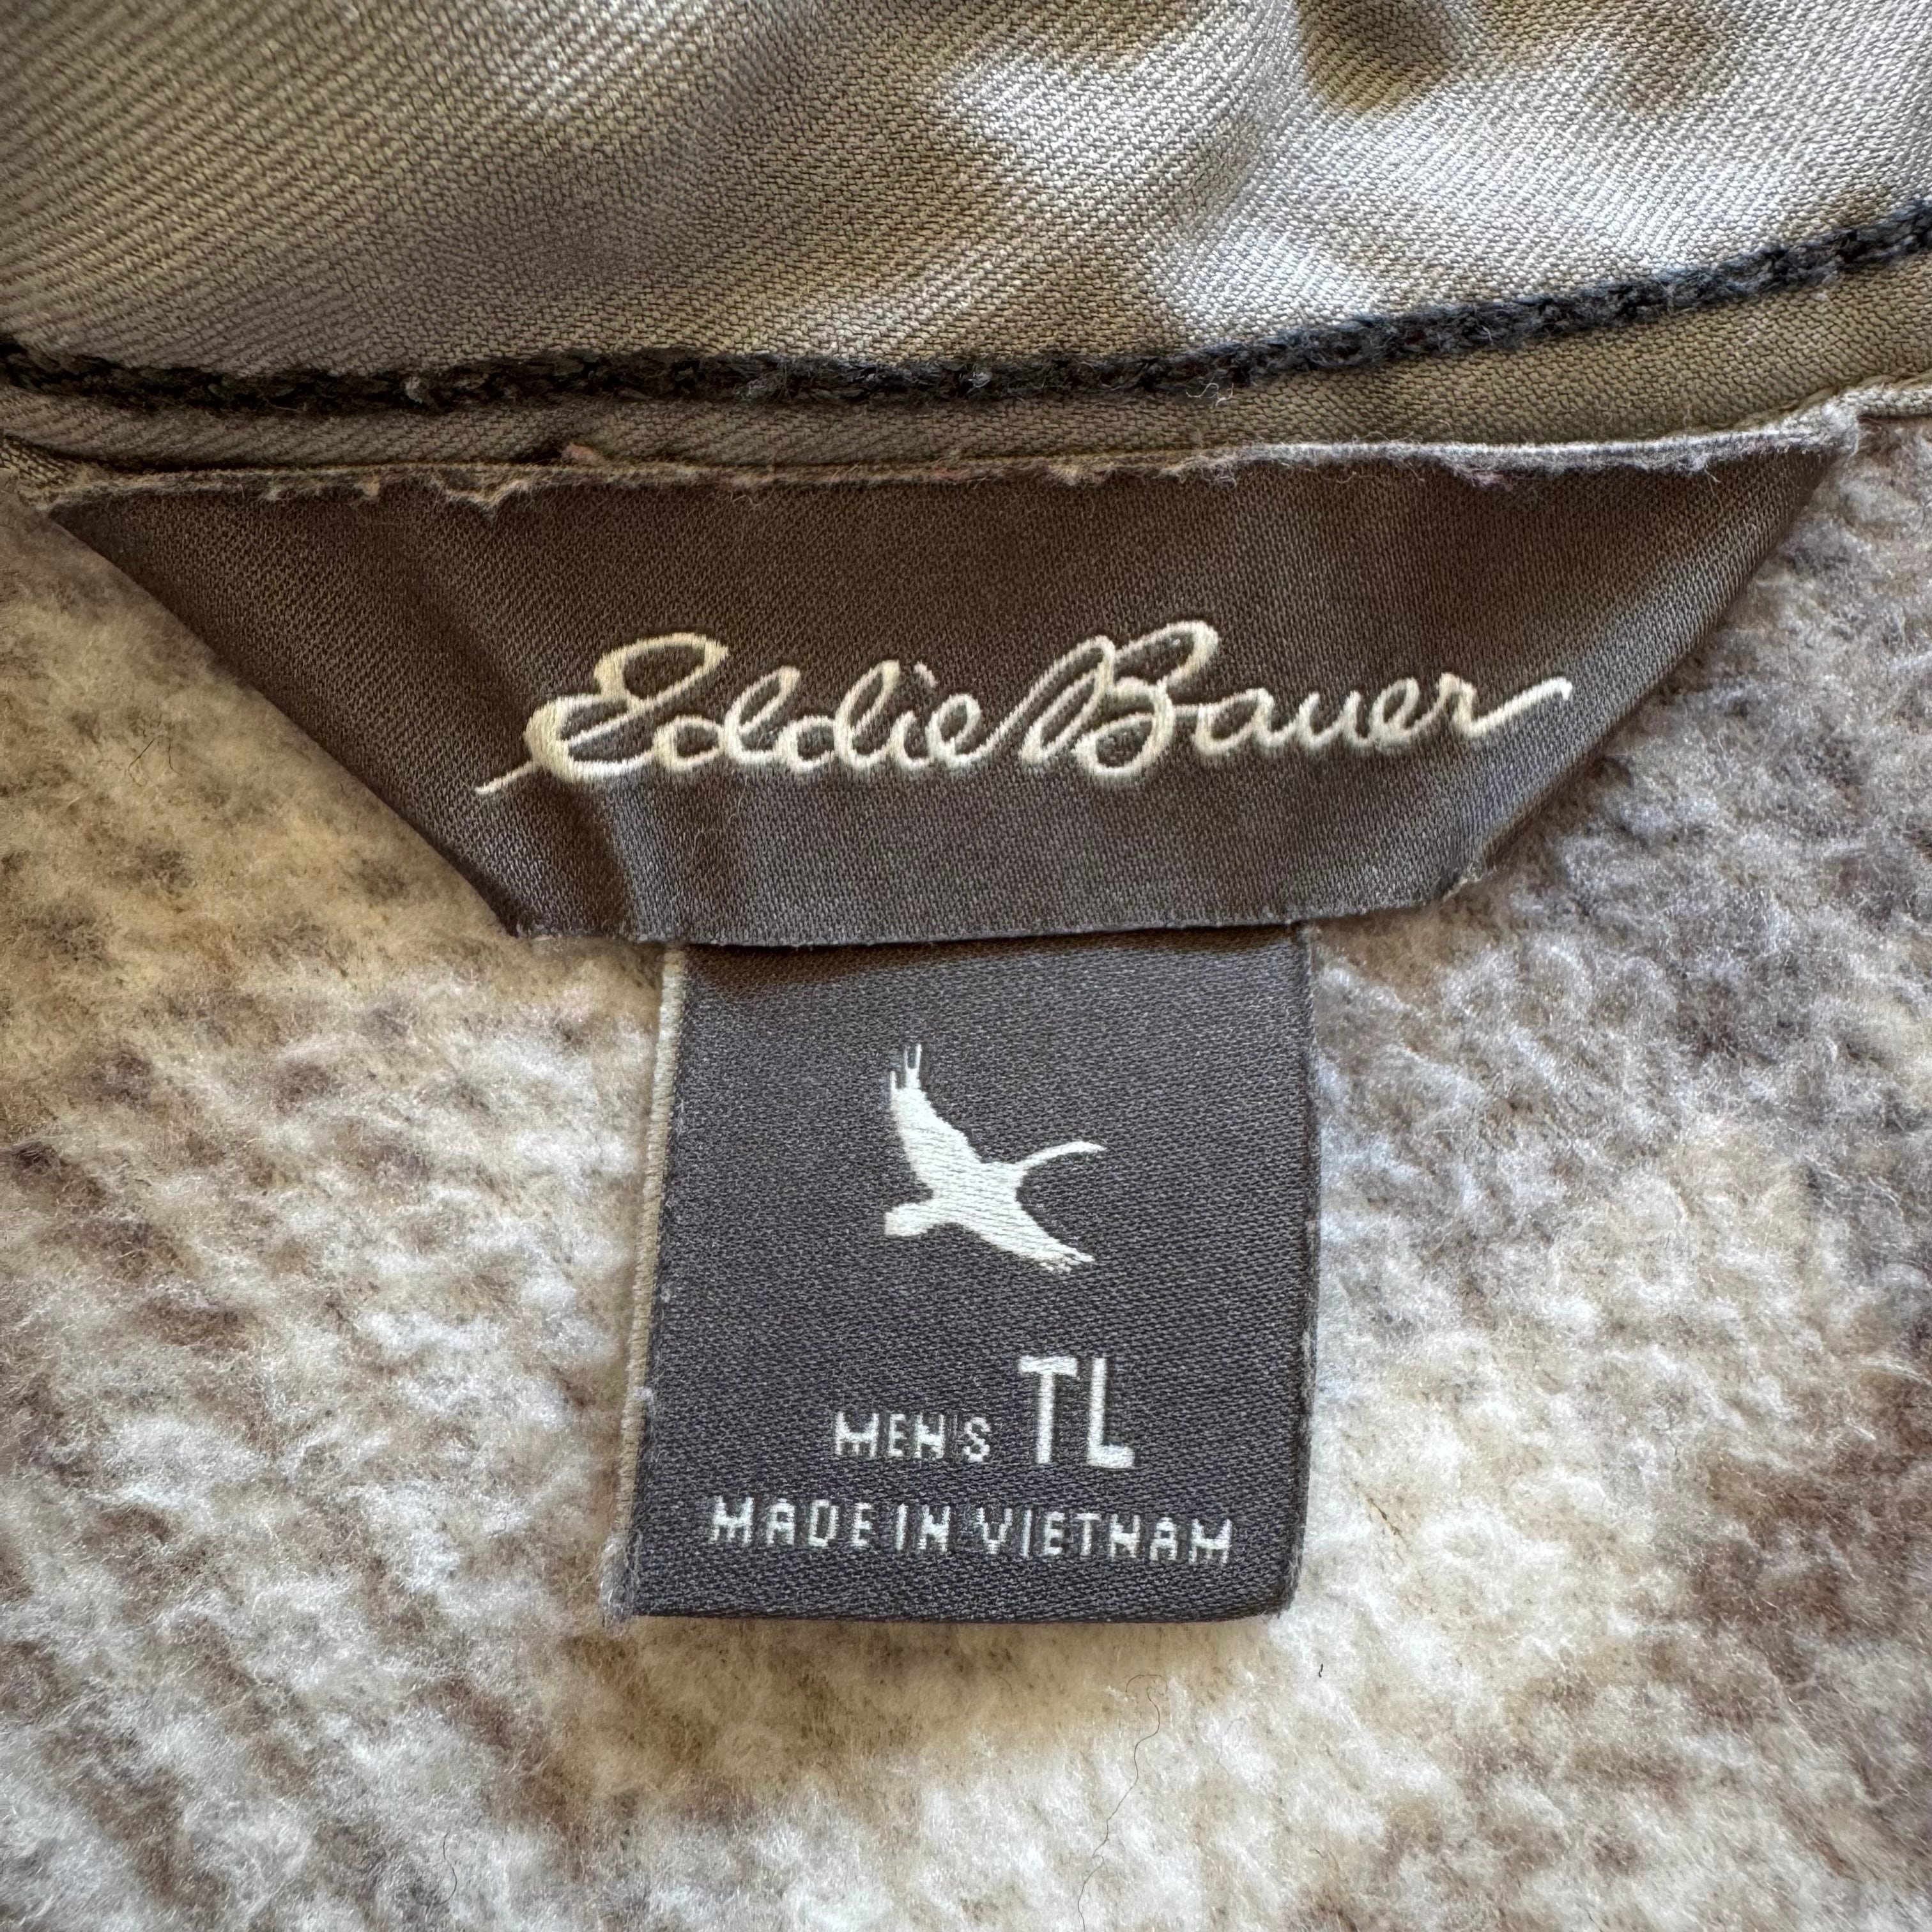 Eddie Bauer
MEN'S TL
MADE IN VIETNAM